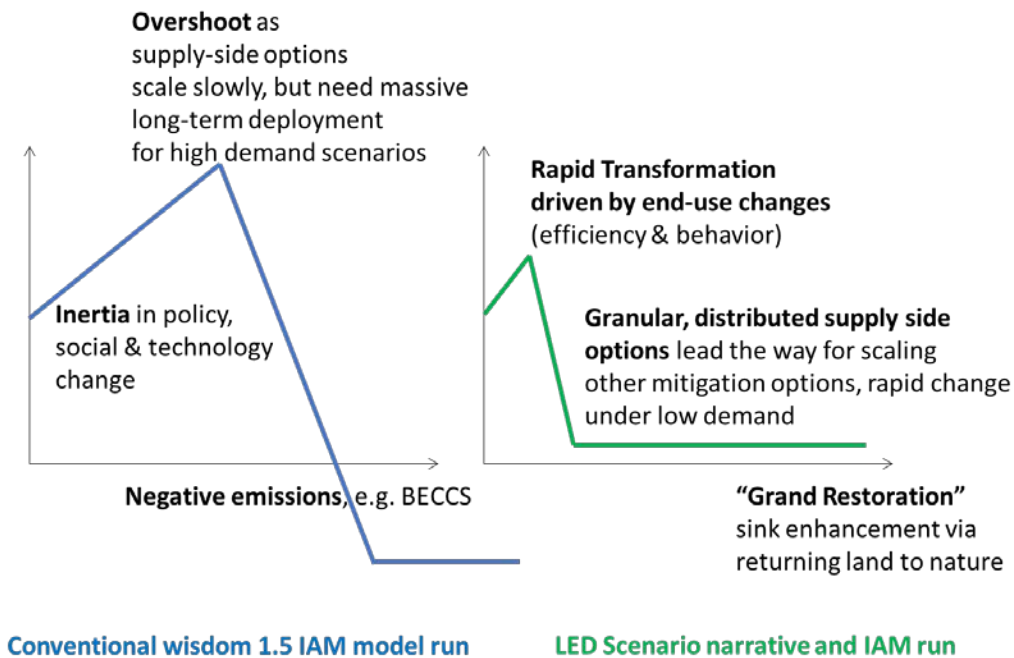 Overshoot as
supply-side options
scale slowly, but need massive
long-term deployment
for high demand scenarios
Inertia in policy,
social & technology
change
Negative emissions, e.g. BECCS
Conventional wisdom 1.5 IAM model run
Rapid Transformation
driven by end-use changes
(efficiency & behavior)
Granular, distributed supply side
options lead the way for scaling
other mitigation options, rapid change
under low demand
“Grand Restoration”
sink enhancement via
returning land to nature
LED Scenario narrative and IAM run